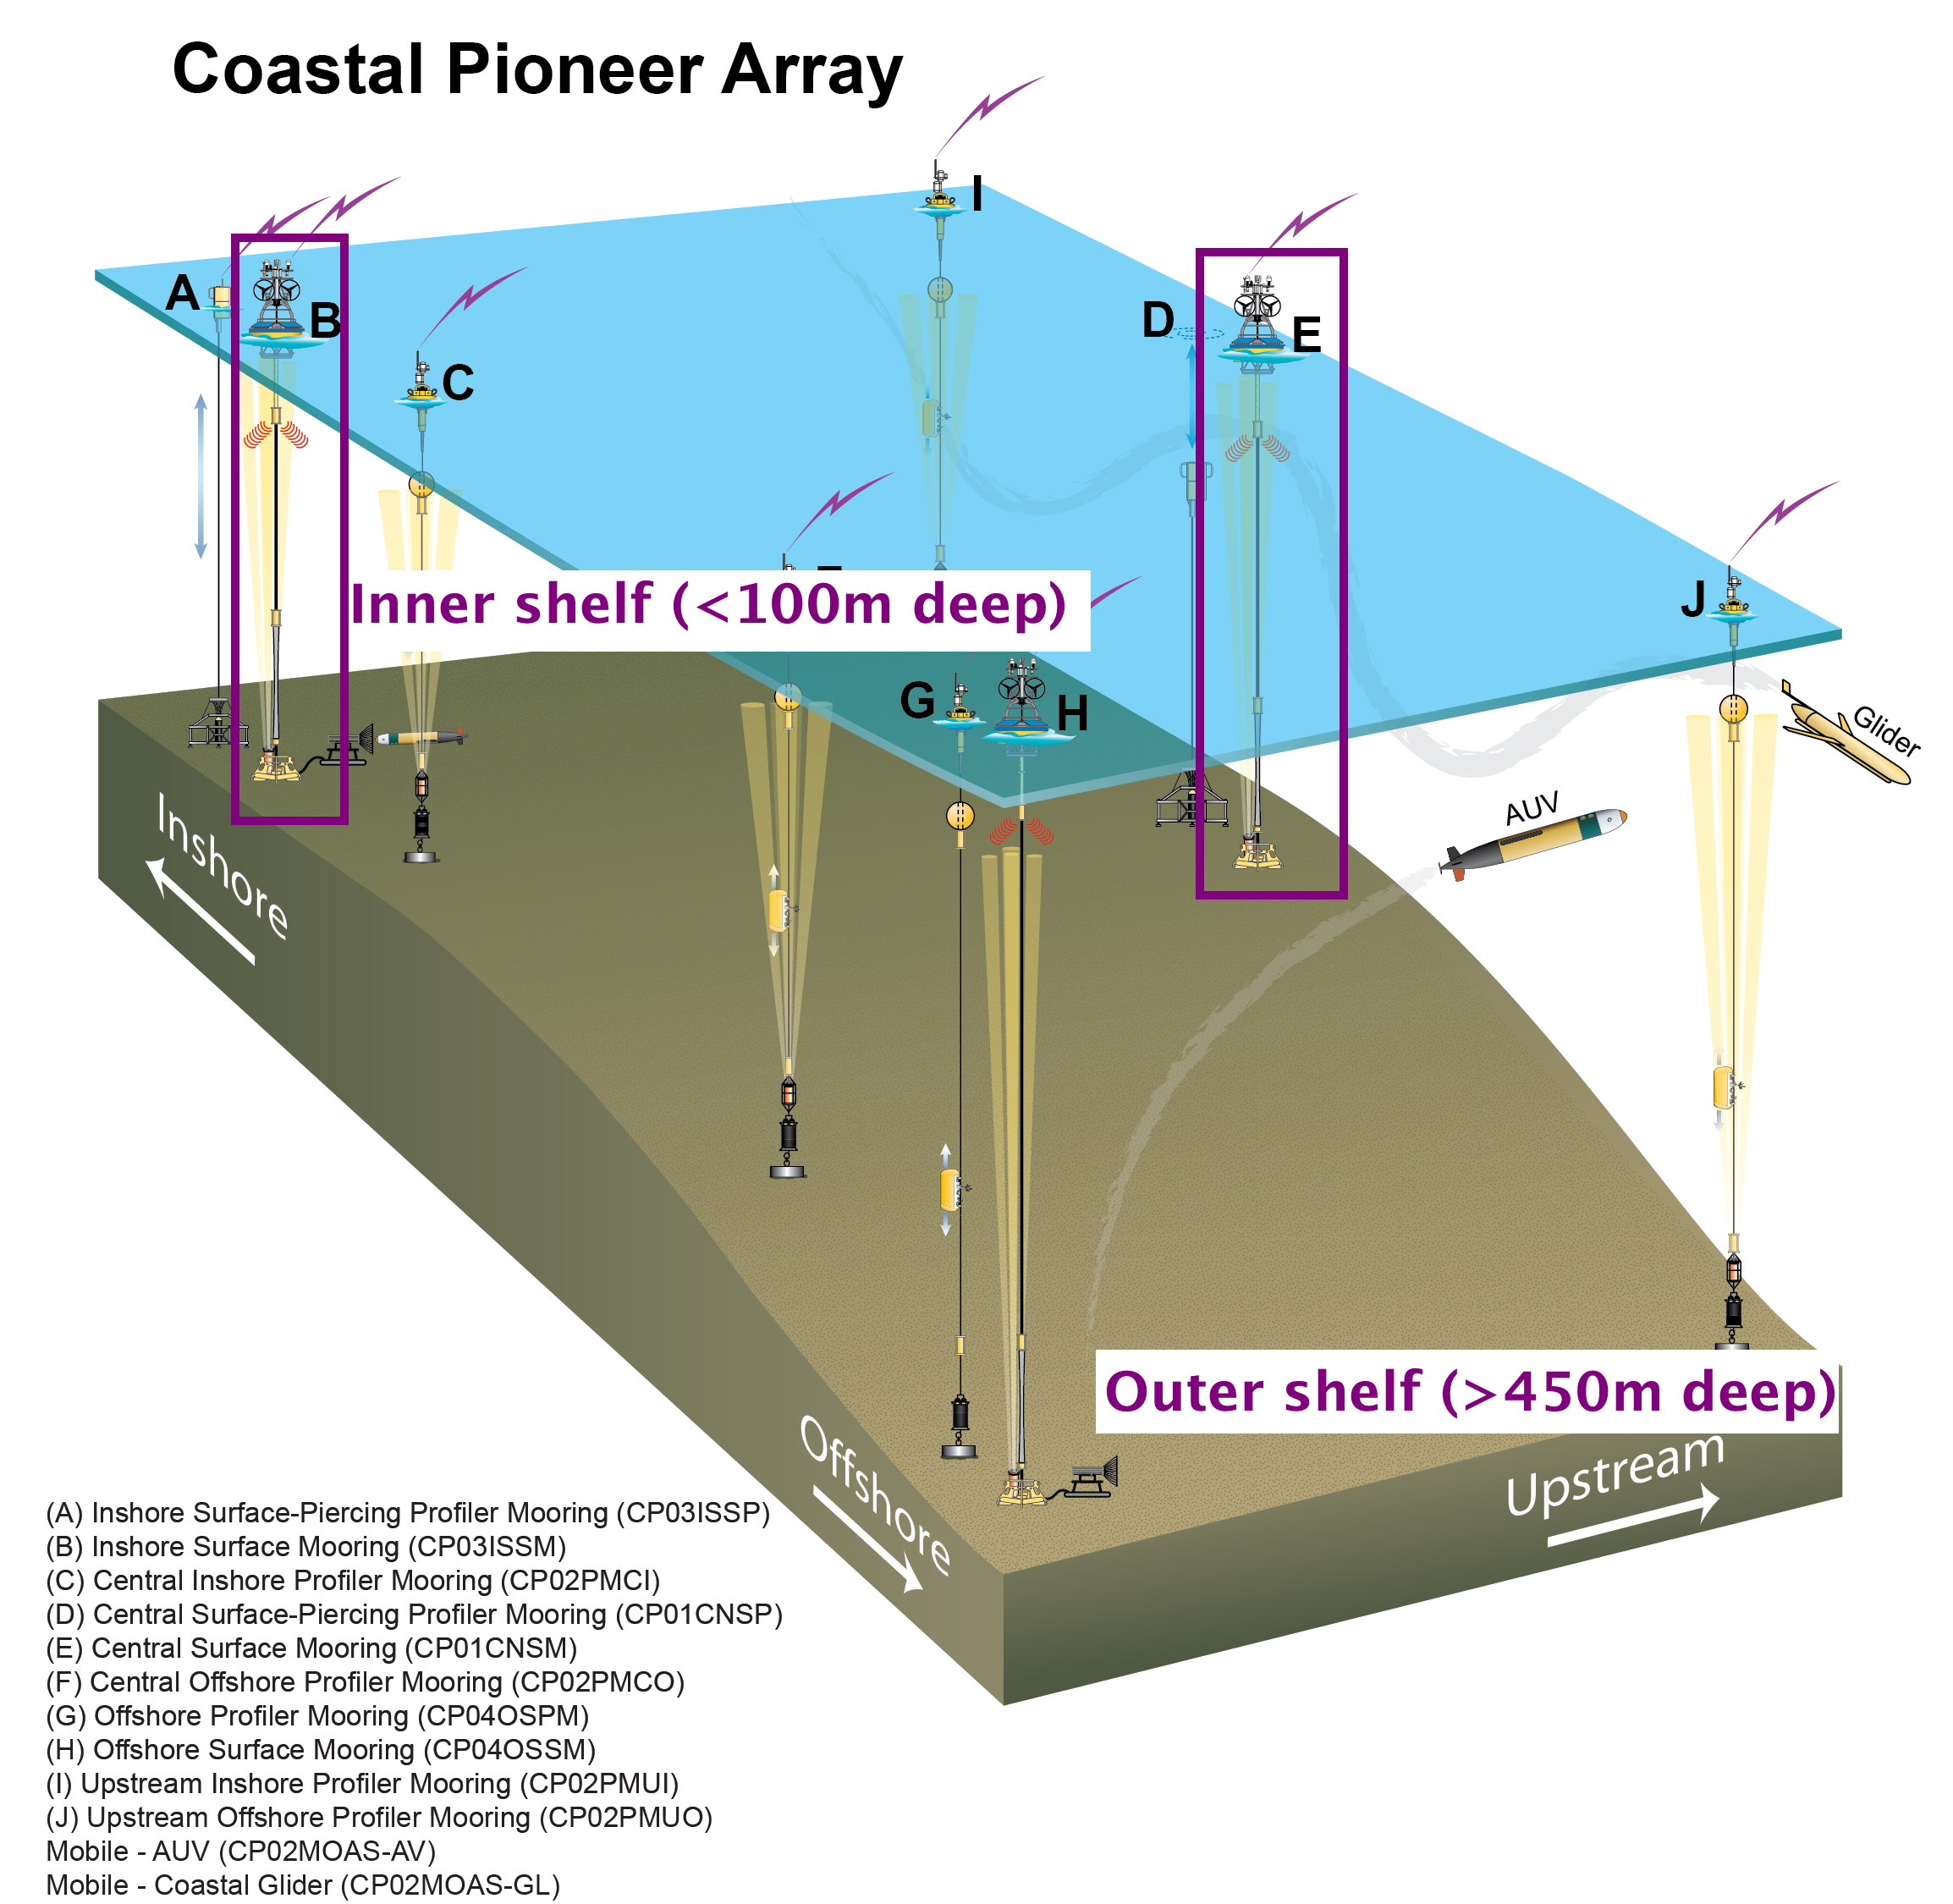 Coastal Pioneer Array
I
A
B
D
E
C
Inner shelf (<100m deep)
J
G
H
Glider
AUV
Inshore
Outer shelf (>450m deep)
Offshore
Upstream
(A) Inshore Surface-Piercing Profiler Mooring (CP03ISSP)
(B) Inshore Surface Mooring (CP03ISSM)
(C) Central Inshore Profiler Mooring (CP02PMCI)
(D) Central Surface-Piercing Profiler Mooring (CP01CNSP)
(E) Central Surface Mooring (CP01CNSM)
(F) Central Offshore Profiler Mooring (CP02PMCO)
(G) Offshore Profiler Mooring (CP04OSPM)
(H) Offshore Surface Mooring (CP04OSSM)
(I) Upstream Inshore Profiler Mooring (CP02PMUI)
(J) Upstream Offshore Profiler Mooring (CP02PMUO)
Mobile - AUV (CP02MOAS-AV)
Mobile - Coastal Glider (CP02MOAS-GL)